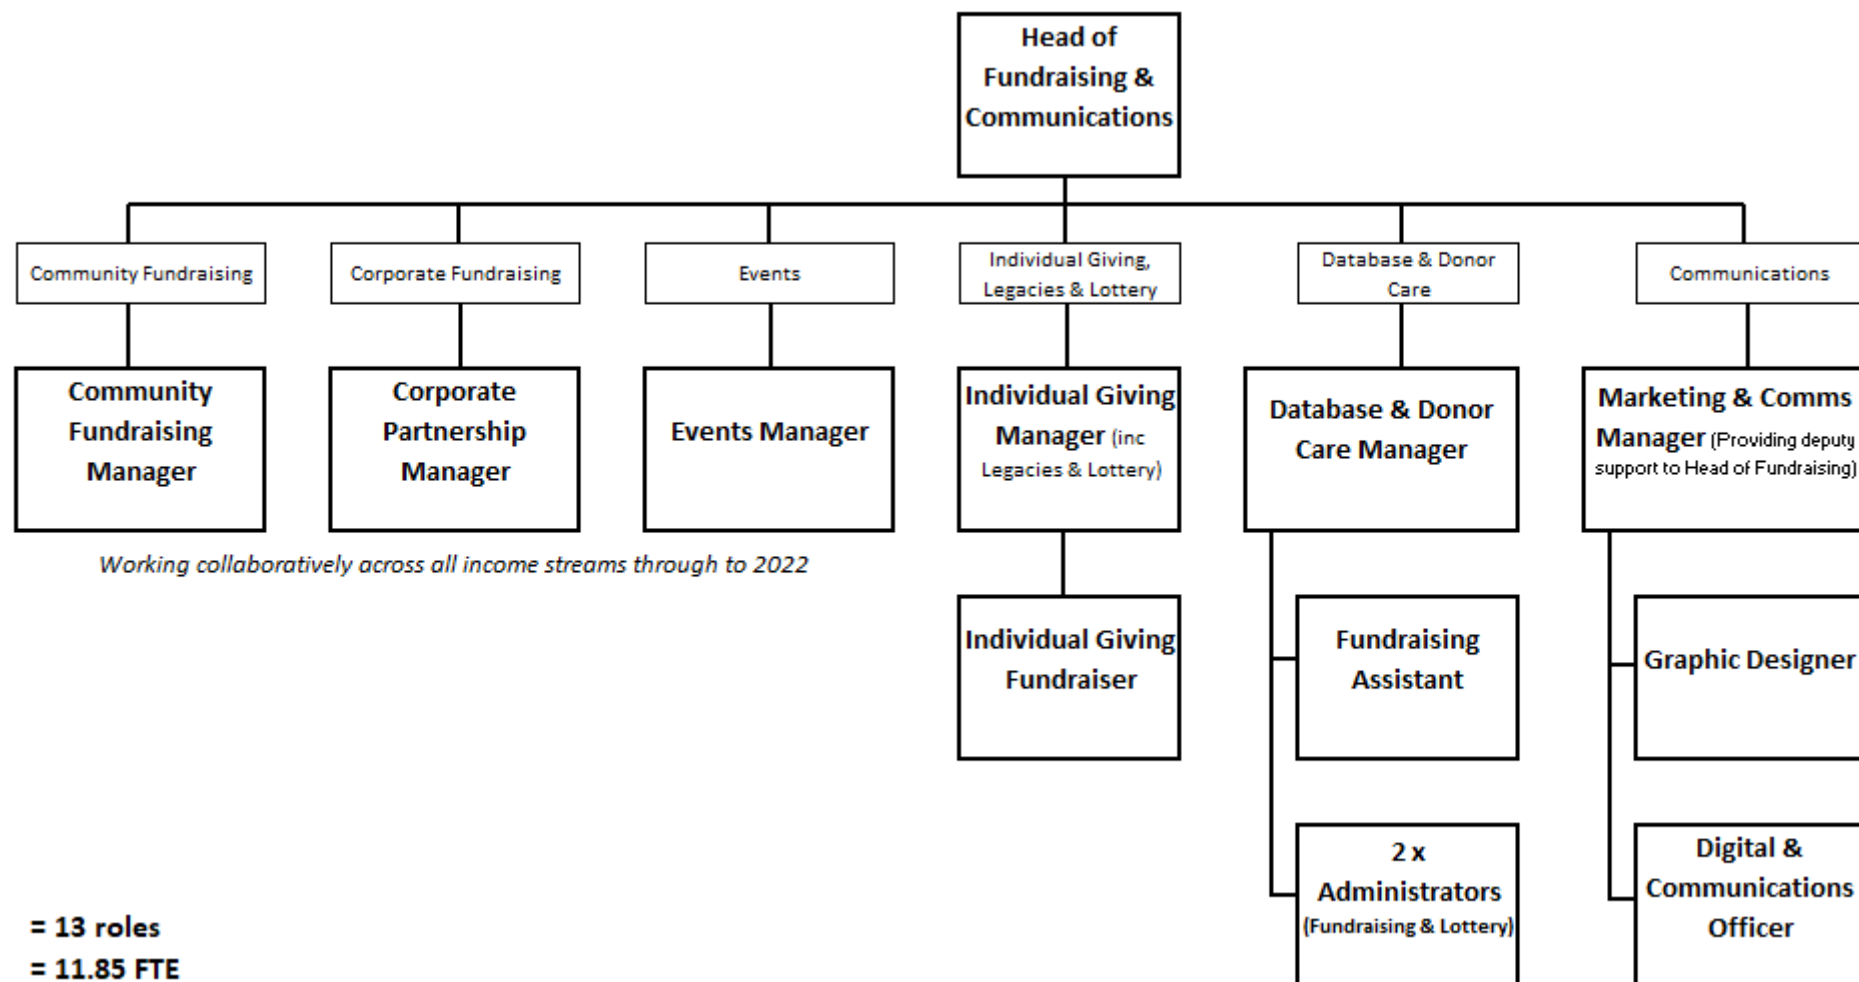 Head of
Fundraising &
Communications
Community Fundraising
Corporate Fundraising
Events
Individual Giving,
Legacies & Lottery
Database & Donor
Care
Communications
Community
Fundraising
Manager
Corporate
Partnership
Manager
Events Manager
Individual Giving
Manager (inc
Legacies & Lottery)
Database & Donor
Care Manager
Marketing & Comms
Manager (Providing deputy
support to Head of Fundraising)
Working collaboratively across all income streams through to 2022
Individual Giving
Fundraiser
Fundraising
Assistant
Graphic Designer
2 x
Administrators
(Fundraising & Lottery)
Digital &
Communications
Officer
= 13 roles
= 11.85 FTE